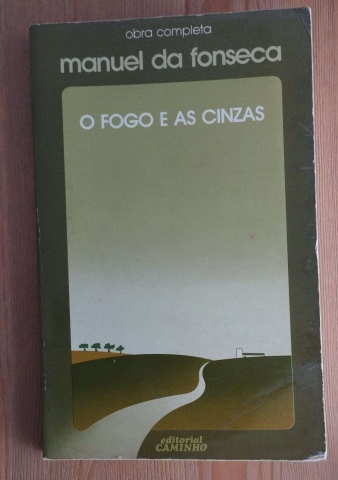 obra completa
manuel da fonseca
O FOGO E AS CINZAS
editorial
CAMINHO